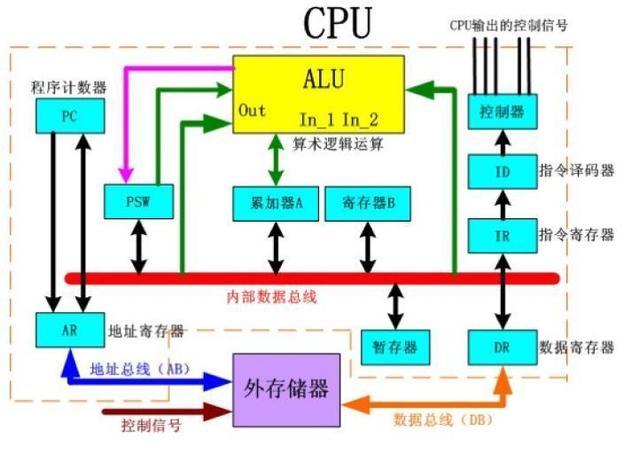 CPU
CPU输出的控制信号
程序计数器
PC
ALU
Out
In_1 In_2
算术逻辑运算
控制器
ID
指令译码器
PSW
累加器A
寄存器B
IR
指令寄存器
内部数据总线
AR
地址寄存器
暂存器
DR
数据寄存器
地址总线（AB）
外存储器
控制信号
数据总线（DB）